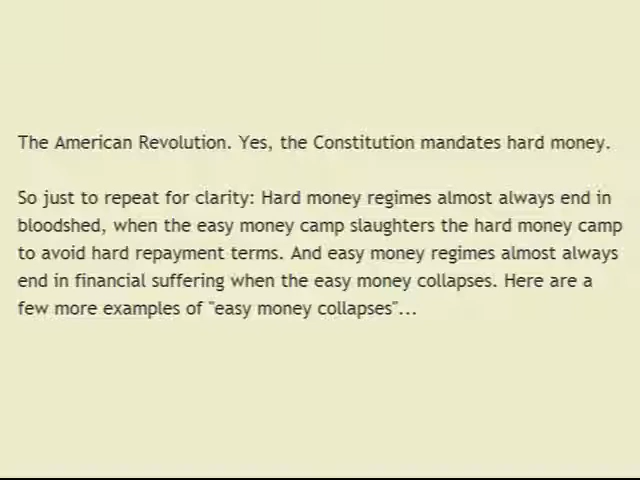 The American Revolution. Yes, the Constitution mandates hard money.
So just to repeat for clarity: Hard money regimes almost always end in
bloodshed, when the easy money camp slaughters the hard money camp
to avoid hard repayment terms. And easy money regimes almost always
end in financial suffering when the easy money collapses. Here are a
few more examples of "easy money collapses"...